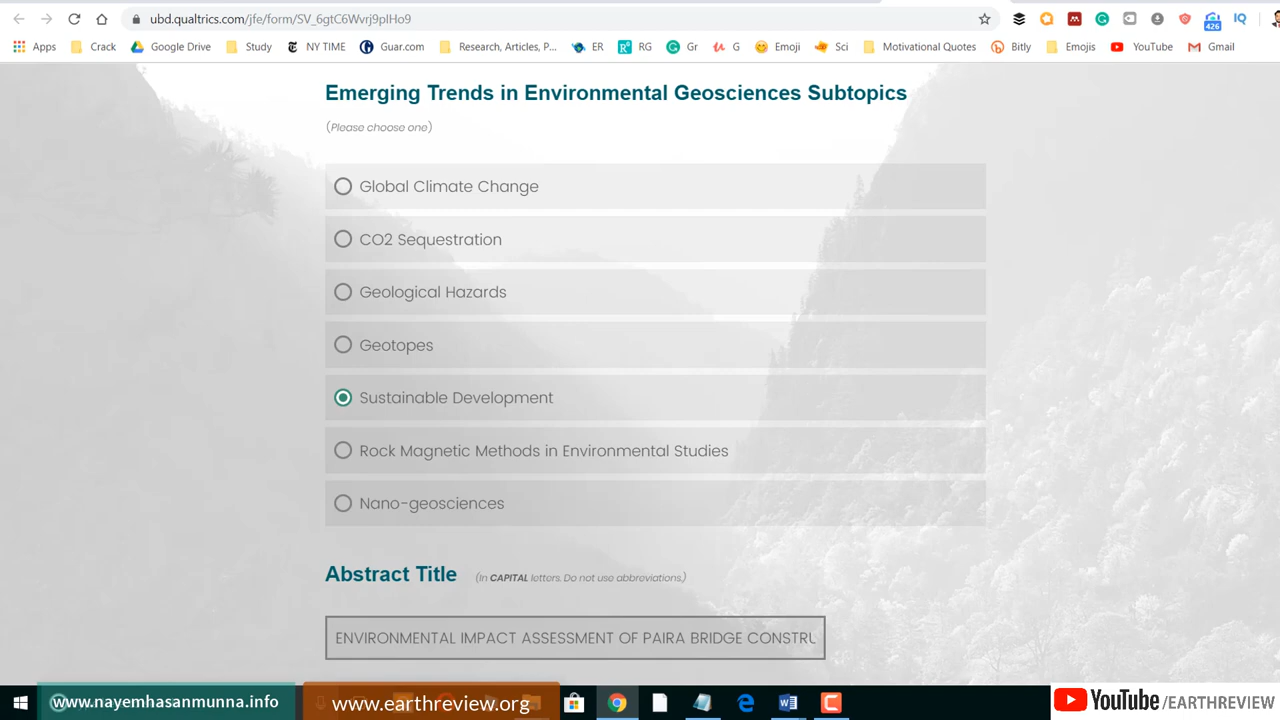 ubd.qualtrics.com/jfe/form/SV_6gtC6Wvrj9pIHo9
426
IQ
Apps
Crack
Google Drive
Study
NY TIME
Guar.com
Research, Articles, P...
ER
RG
Gr
G
Emoji
Sci
Motivational Quotes
Bitly
Emojis
YouTube
Gmail
Emerging Trends in Environmental Geosciences Subtopics
(Please choose one)
Global Climate Change
CO2 Sequestration
Geological Hazards
Geotopes
Sustainable Development
Rock Magnetic Methods in Environmental Studies
Nano-geosciences
Abstract Title (In CAPITAL letters. Do not use abbreviations.)
ENVIRONMENTAL IMPACT ASSESSMENT OF PAIRA BRIDGE CONSTRU
www.nayemhasanmunna.info
www.earthreview.org
YouTube/EARTHREVIEW